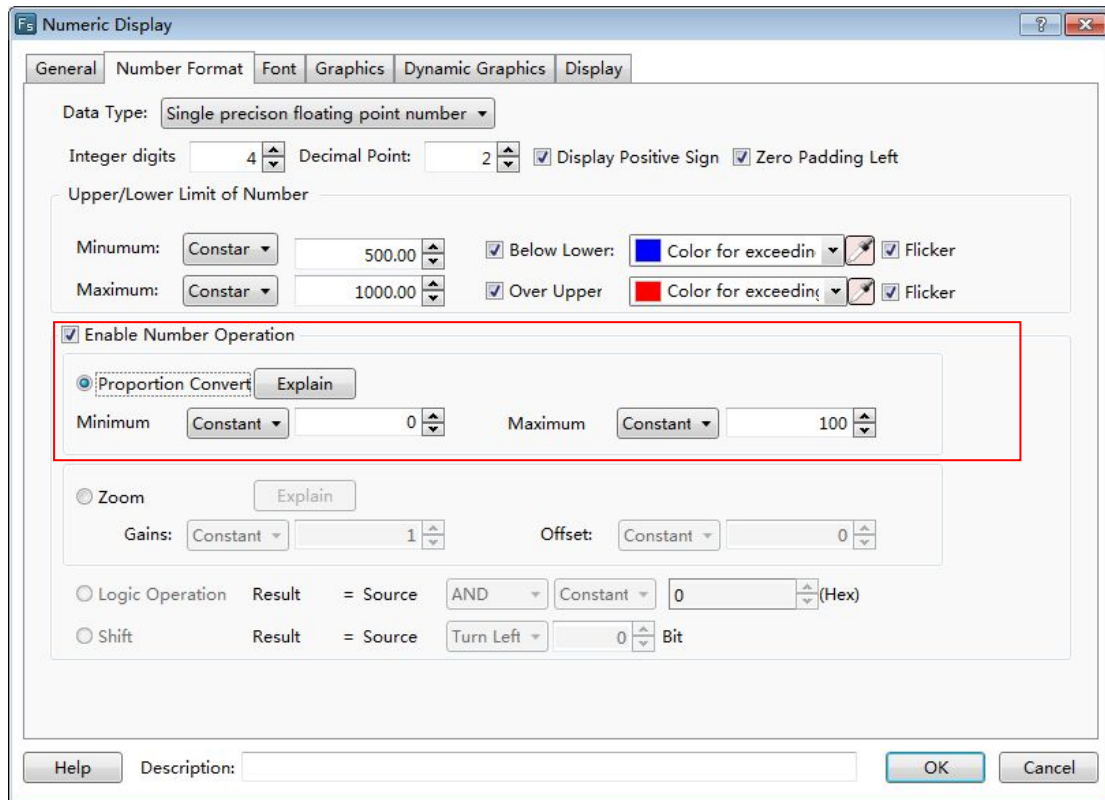 Fs Numeric Display
General Number Format Font Graphics Dynamic Graphics Display
Data Type: Single precison floating point number
Integer digits 4 Decimal Point: 2 Display Positive Sign Zero Padding Left
Upper/Lower Limit of Number
Minumum: Constar 500.00 Below Lower: Color for exceedin Flicker
Maximum: Constar 1000.00 Over Upper Color for exceeding Flicker
Enable Number Operation
Proportion Convert Explain
Minimum Constant 0 Maximum Constant 100
Zoom Explain
Gains: Constant 1 Offset: Constant 0
Logic Operation Result = Source AND Constant 0 (Hex)
Shift Result = Source Turn Left 0 Bit
Help Description: OK Cancel